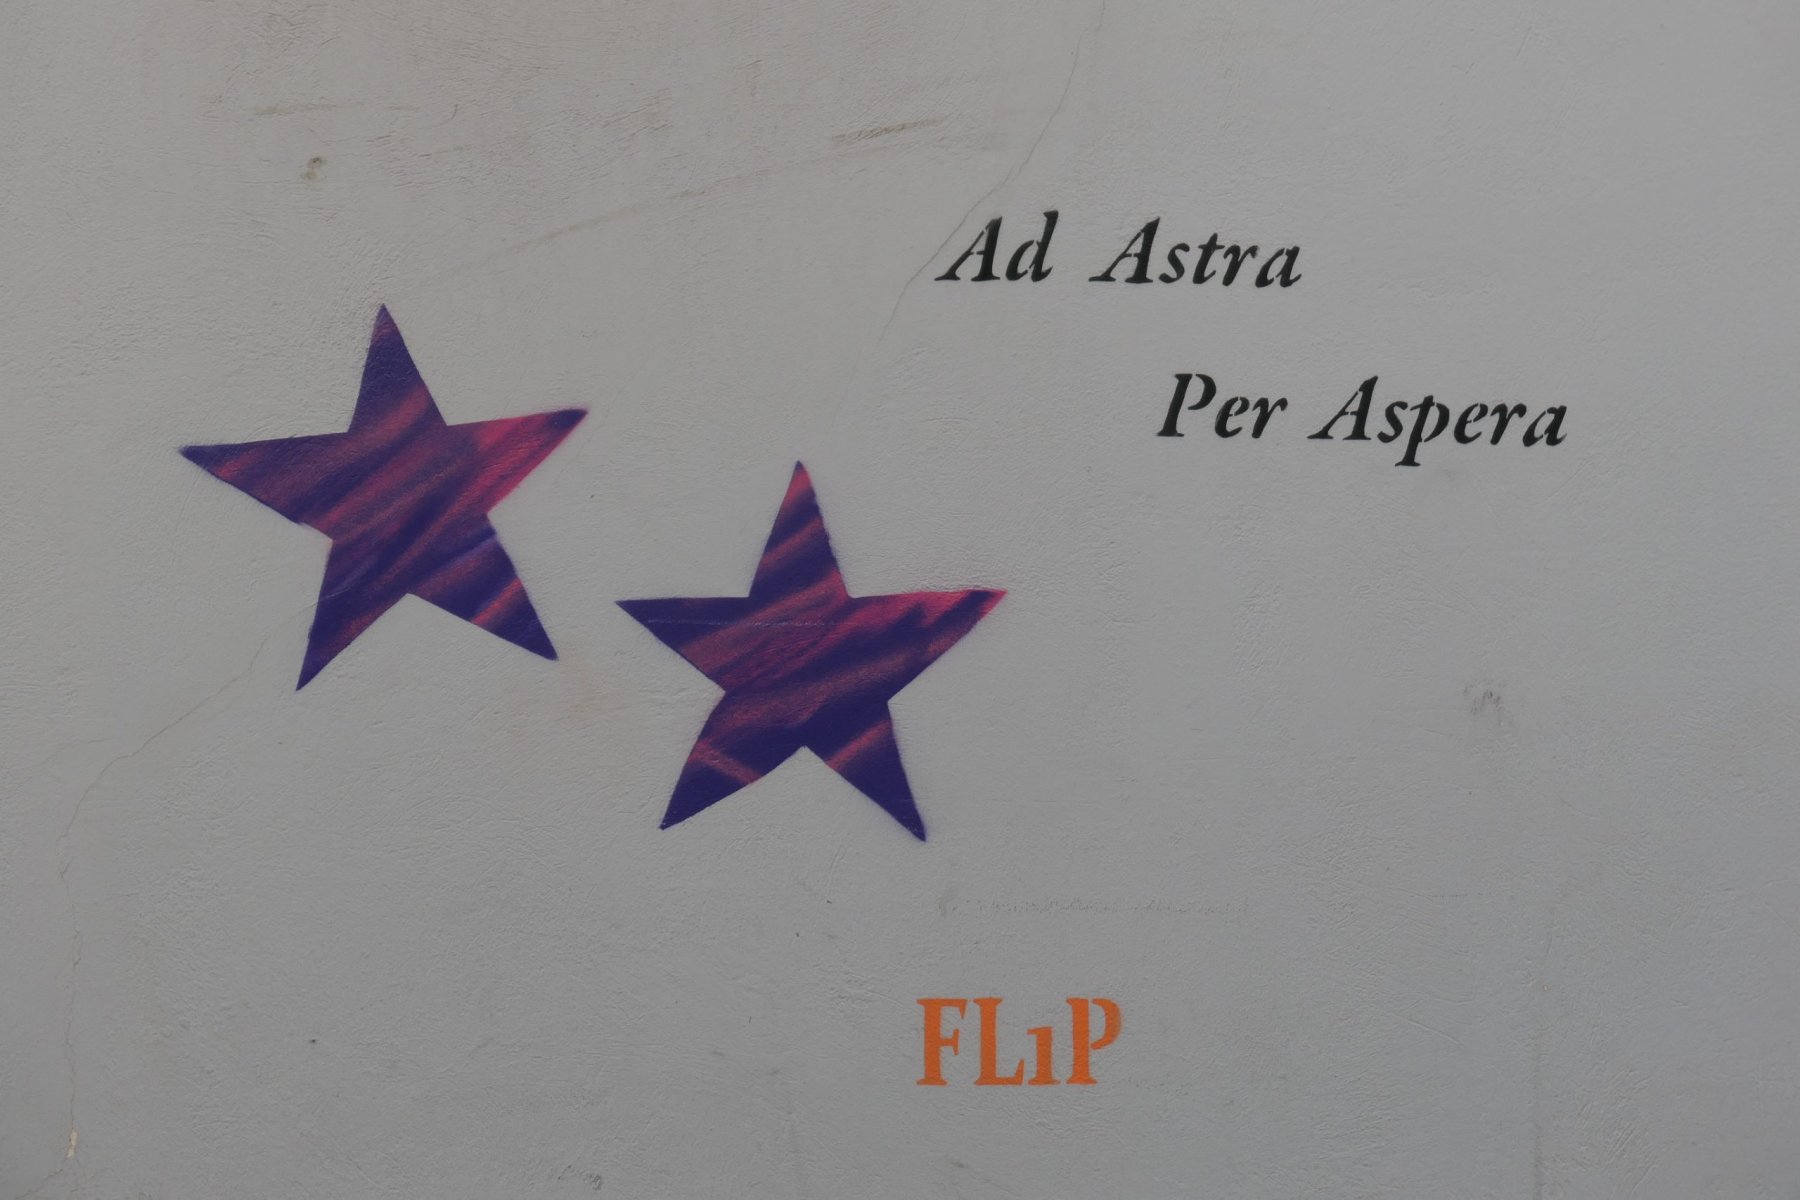 Ad Astra
Per Aspera
FL1P